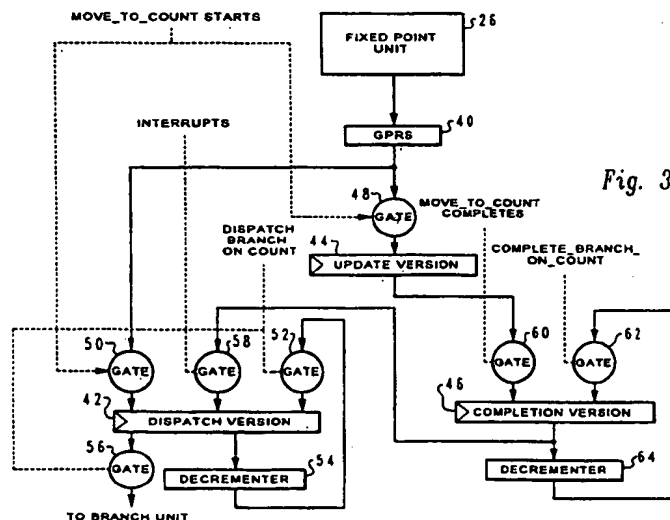 MOVE_TO_COUNT STARTS
FIXED POINT
UNIT
26
INTERRUPTS
GPRS
40
Fig. 3
48
GATE
MOVE_TO_COUNT
COMPLETES
DISPATCH
BRANCH
ON COUNT
44
UPDATE VERSION
COMPLETE_BRANCH_
ON_COUNT
50
GATE
58
GATE
52
GATE
60
GATE
62
GATE
42
DISPATCH VERSION
46
COMPLETION VERSION
56
GATE
DECREMENTER
54
DECREMENTER
64
TO BRANCH UNIT